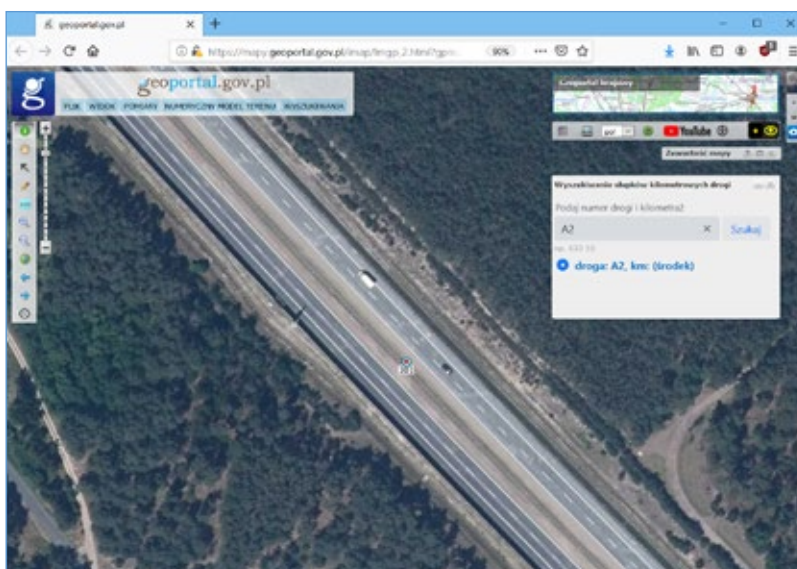 geoportal.gov.pl
https://mapy.geoportal.gov.pl/imap/Imgp_2.html?gpm...
90%
geoportal.gov.pl
PLIK WIDOK POMIARY NUMERYCZNY MODEL TERENU WYSZUKIWANIA
Geoportal krajowy
YouTube
Zawartość mapy
Wyszukiwanie słupków kilometrowych drogi
Podaj numer drogi i kilometraż
A2
Szukaj
droga: A2, km: (środek)